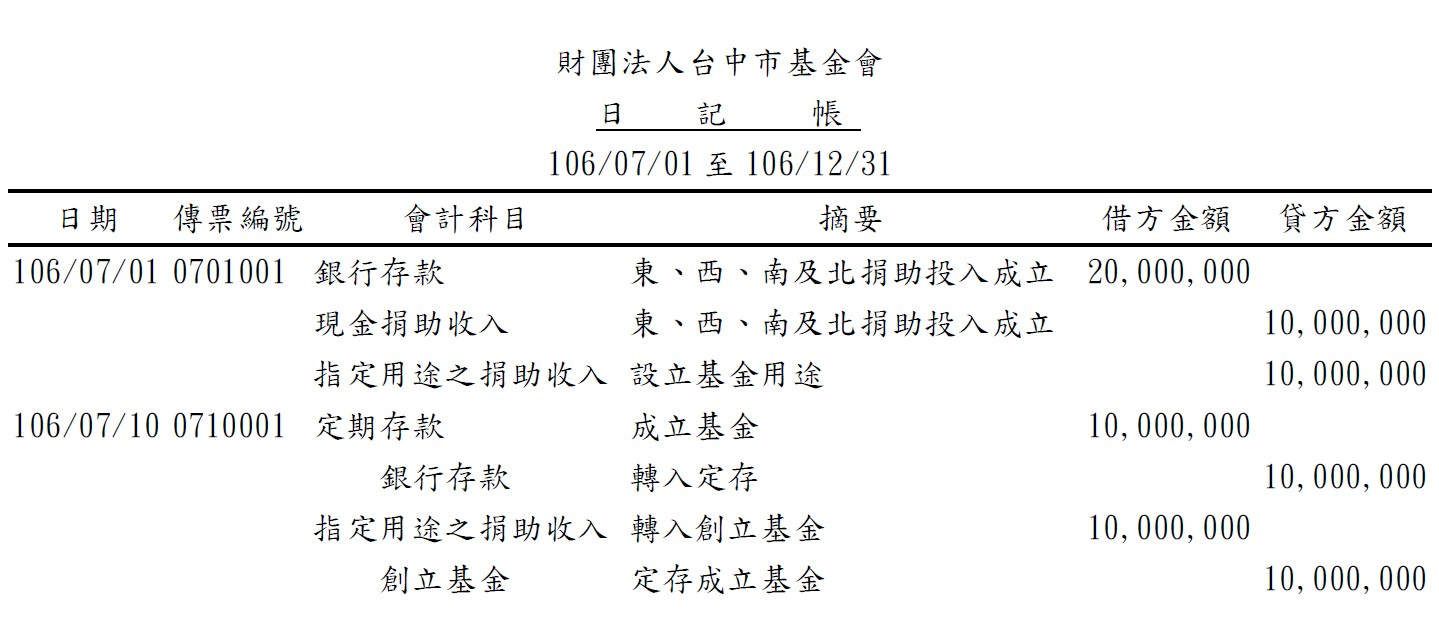 財團法人台中市基金會
日 記 帳
106/07/01 至 106/12/31
日期 傳票編號 會計科目 摘要 借方金額 貸方金額
106/07/01 0701001 銀行存款 東、西、南及北捐助投入成立 20,000,000
現金捐助收入 東、西、南及北捐助投入成立 10,000,000
指定用途之捐助收入 設立基金用途 10,000,000
106/07/10 0710001 定期存款 成立基金 10,000,000
銀行存款 轉入定存 10,000,000
指定用途之捐助收入 轉入創立基金 10,000,000
創立基金 定存成立基金 10,000,000